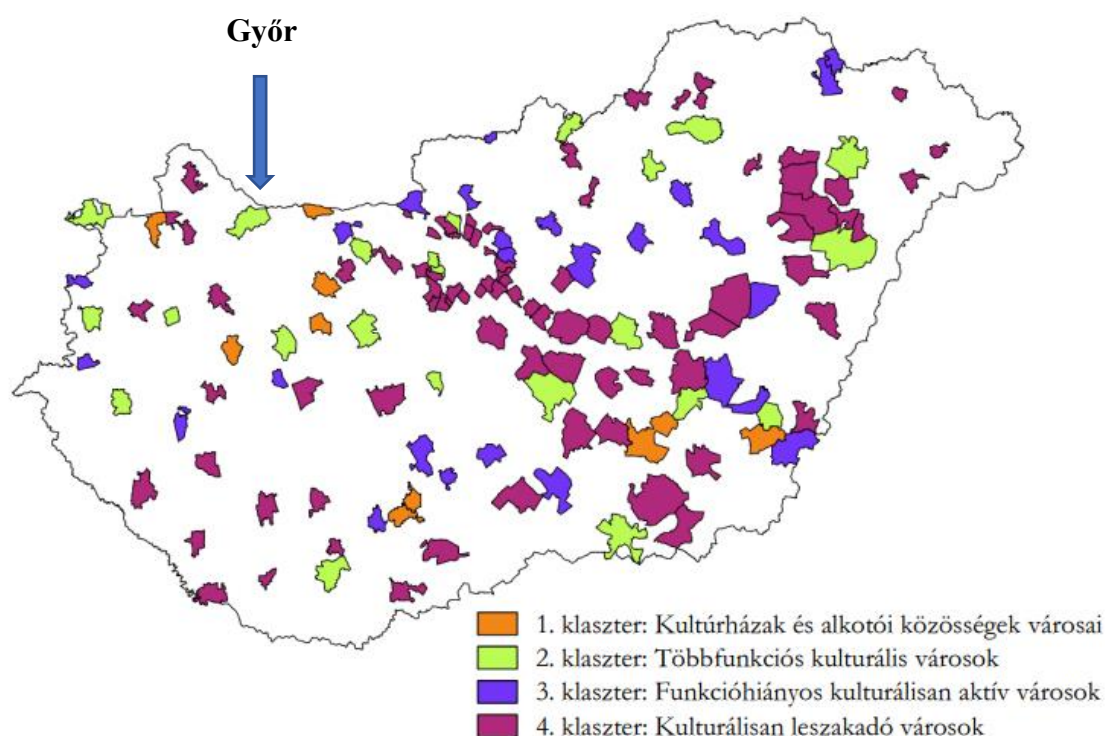 Győr
1. klaszter: Kultúrházak és alkotói közösségek városai
2. klaszter: Többfunkciós kulturális városok
3. klaszter: Funkcióhiányos kulturálisan aktív városok
4. klaszter: Kulturálisan leszakadó városok